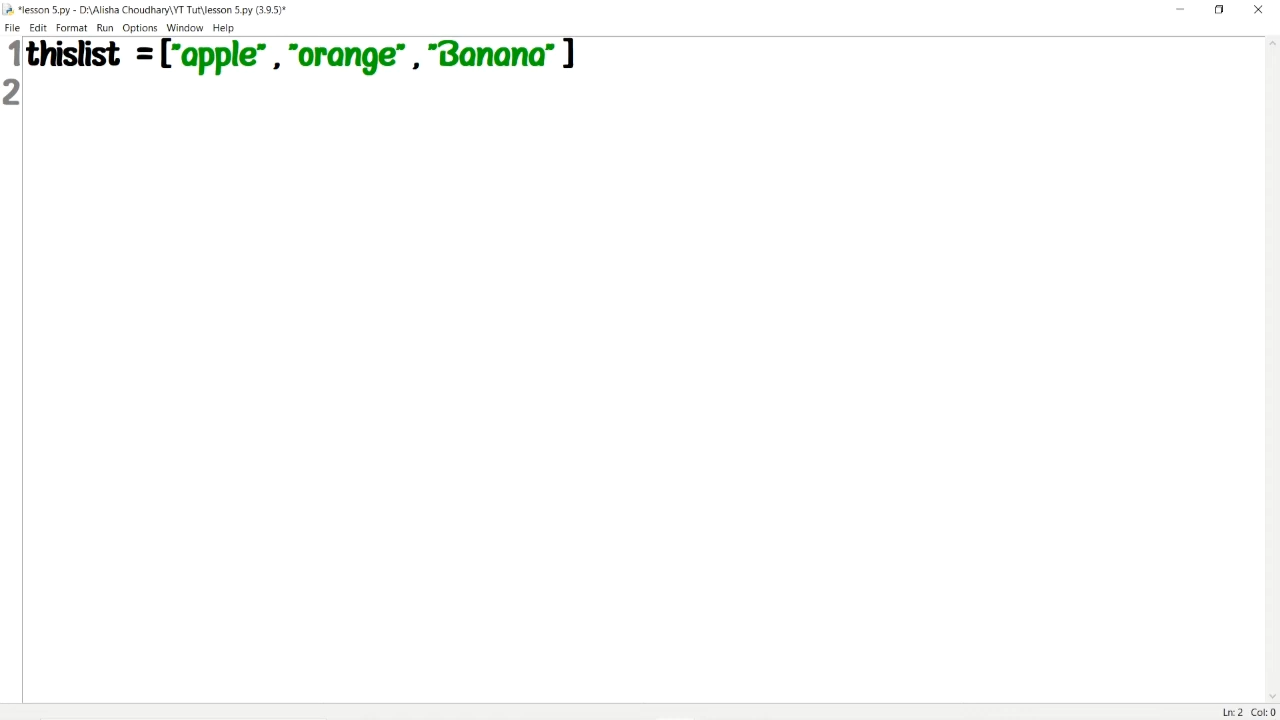 *lesson 5.py - D:\Alisha Choudhary\YT Tut\lesson 5.py (3.9.5)*
File Edit Format Run Options Window Help
1 thislist = ["apple" , "orange" , "Banana" ]
2
Ln: 2 Col: 0